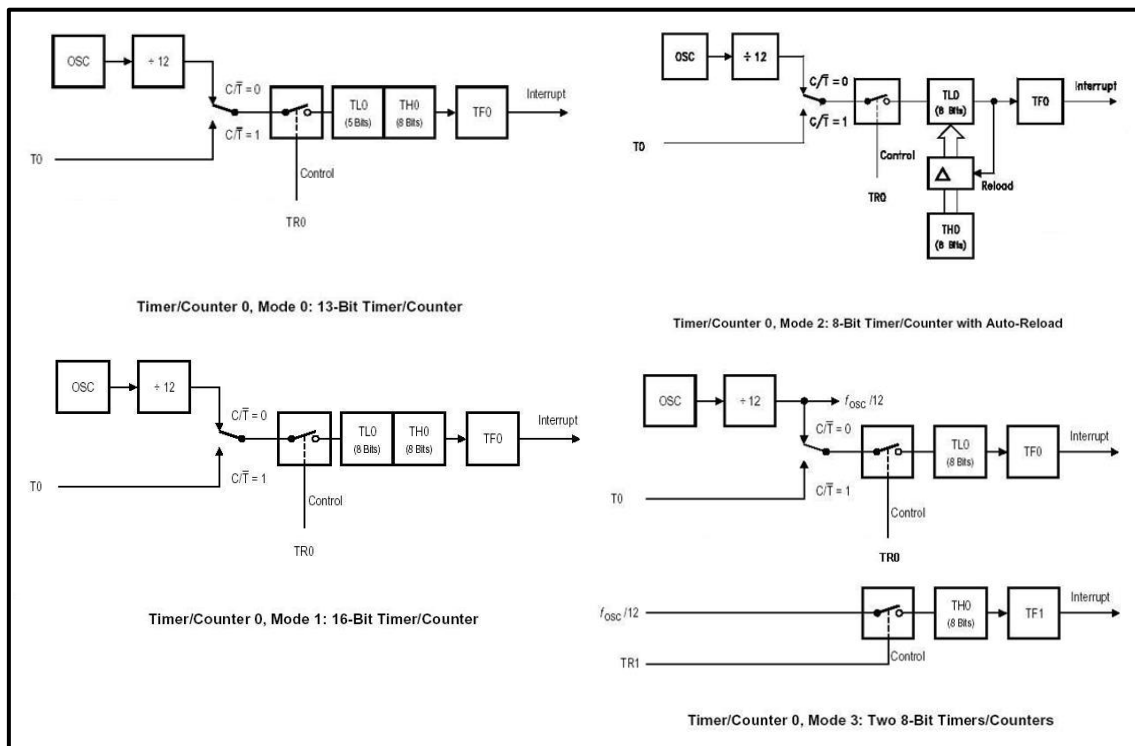 OSC
÷ 12
C/T̅ = 0
C/T̅ = 1
T0
TL0
(5 Bits)
TH0
(8 Bits)
TF0
Interrupt
Control
TR0
Timer/Counter 0, Mode 0: 13-Bit Timer/Counter
OSC
÷ 12
C/T̅ = 0
C/T̅ = 1
T0
TL0
(8 Bits)
TF0
Interrupt
Control
TR0
Reload
TH0
(8 Bits)
Timer/Counter 0, Mode 2: 8-Bit Timer/Counter with Auto-Reload
OSC
÷ 12
C/T̅ = 0
C/T̅ = 1
T0
TL0
(8 Bits)
TH0
(8 Bits)
TF0
Interrupt
Control
TR0
Timer/Counter 0, Mode 1: 16-Bit Timer/Counter
OSC
÷ 12
fOSC /12
C/T̅ = 0
C/T̅ = 1
T0
TL0
(8 Bits)
TF0
Interrupt
Control
TR0
fOSC /12
TR1
TH0
(8 Bits)
TF1
Interrupt
Control
Timer/Counter 0, Mode 3: Two 8-Bit Timers/Counters